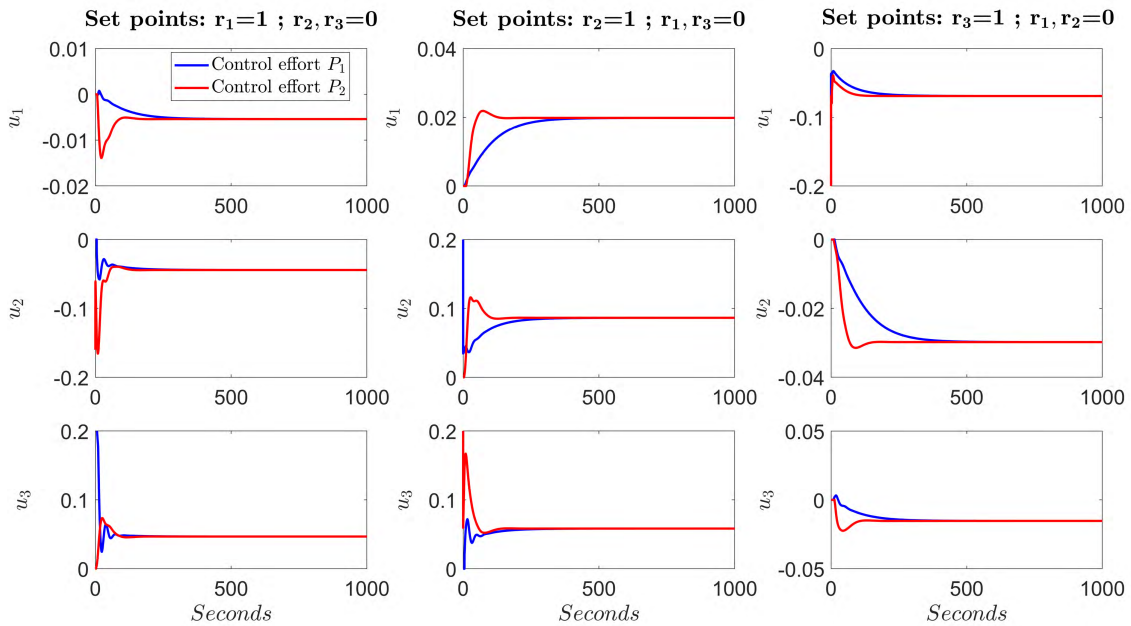 Set points: r₁=1 ; r₂, r₃=0
Set points: r₂=1 ; r₁, r₃=0
Set points: r₃=1 ; r₁, r₂=0
Control effort P₁
Control effort P₂
u₁
0.01
0
-0.01
-0.02
0 500 1000
u₁
0.04
0.02
0
0 500 1000
u₁
0
-0.1
-0.2
0 500 1000
u₂
0
-0.1
-0.2
0 500 1000
u₂
0.2
0.1
0
0 500 1000
u₂
0
-0.02
-0.04
0 500 1000
u₃
0.2
0.1
0
0 500 1000
Seconds
u₃
0.2
0.1
0
0 500 1000
Seconds
u₃
0.05
0
-0.05
0 500 1000
Seconds